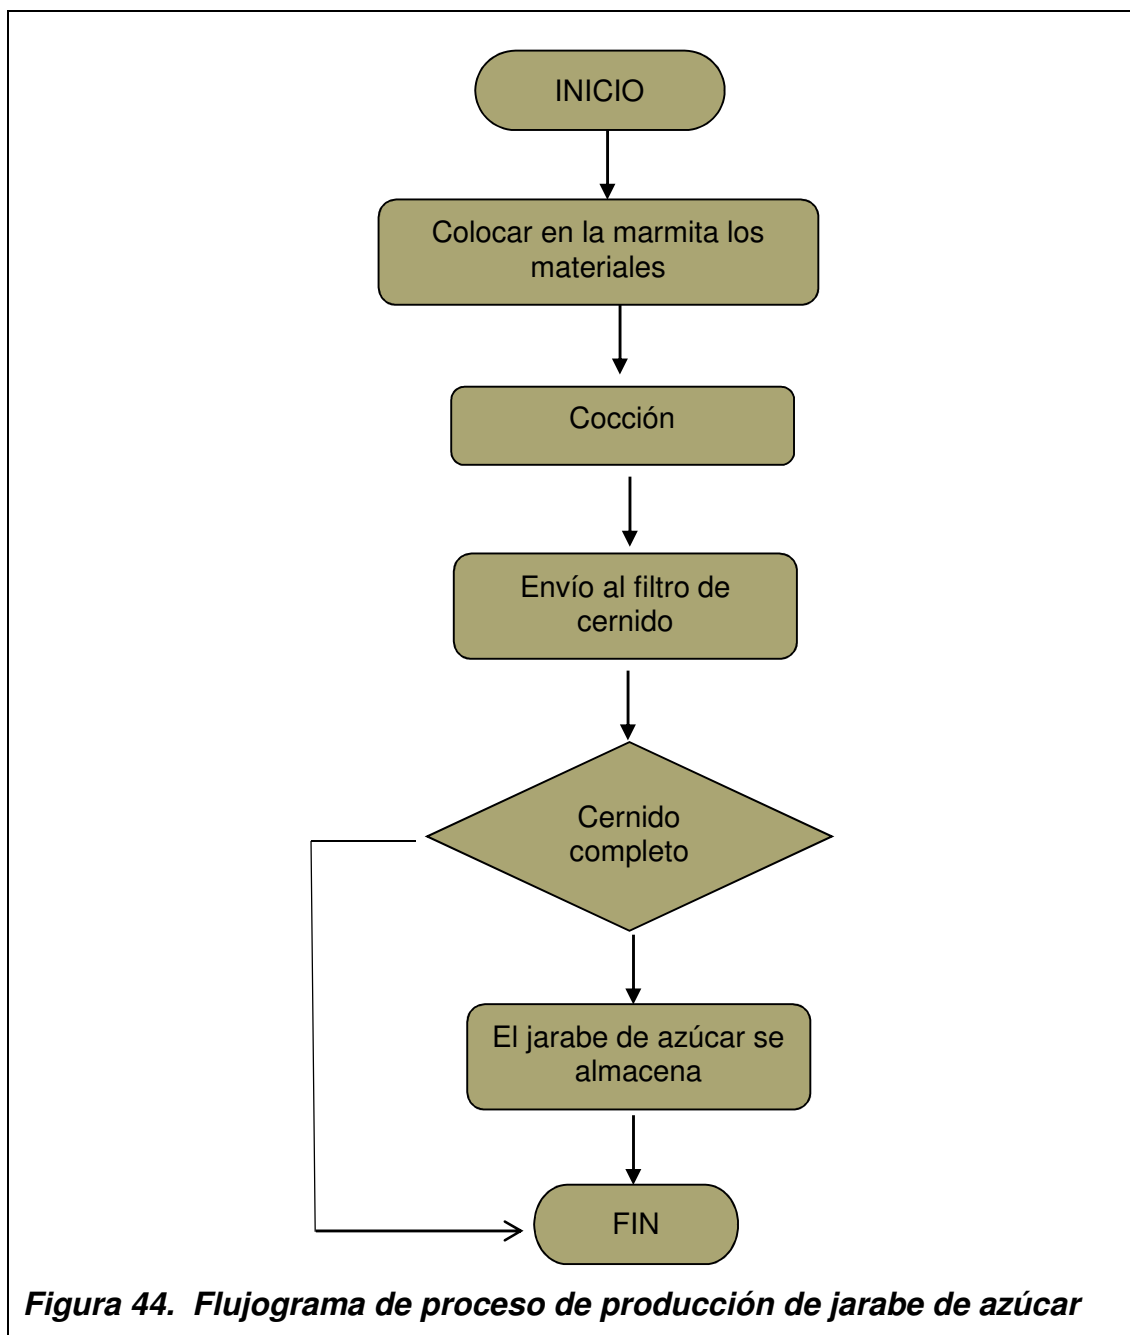 INICIO
Colocar en la marmita los
materiales
Cocción
Envío al filtro de
cernido
Cernido
completo
El jarabe de azúcar se
almacena
FIN
Figura 44. Flujograma de proceso de producción de jarabe de azúcar